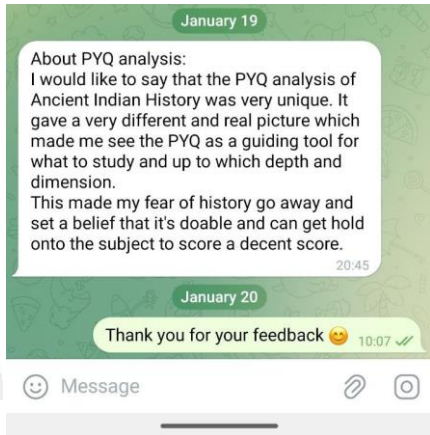 January 19
About PYQ analysis:
I would like to say that the PYQ analysis of
Ancient Indian History was very unique. It
gave a very different and real picture which
made me see the PYQ as a guiding tool for
what to study and up to which depth and
dimension.
This made my fear of history go away and
set a belief that it's doable and can get hold
onto the subject to score a decent score.
20:45
January 20
Thank you for your feedback 😊 10:07
Message